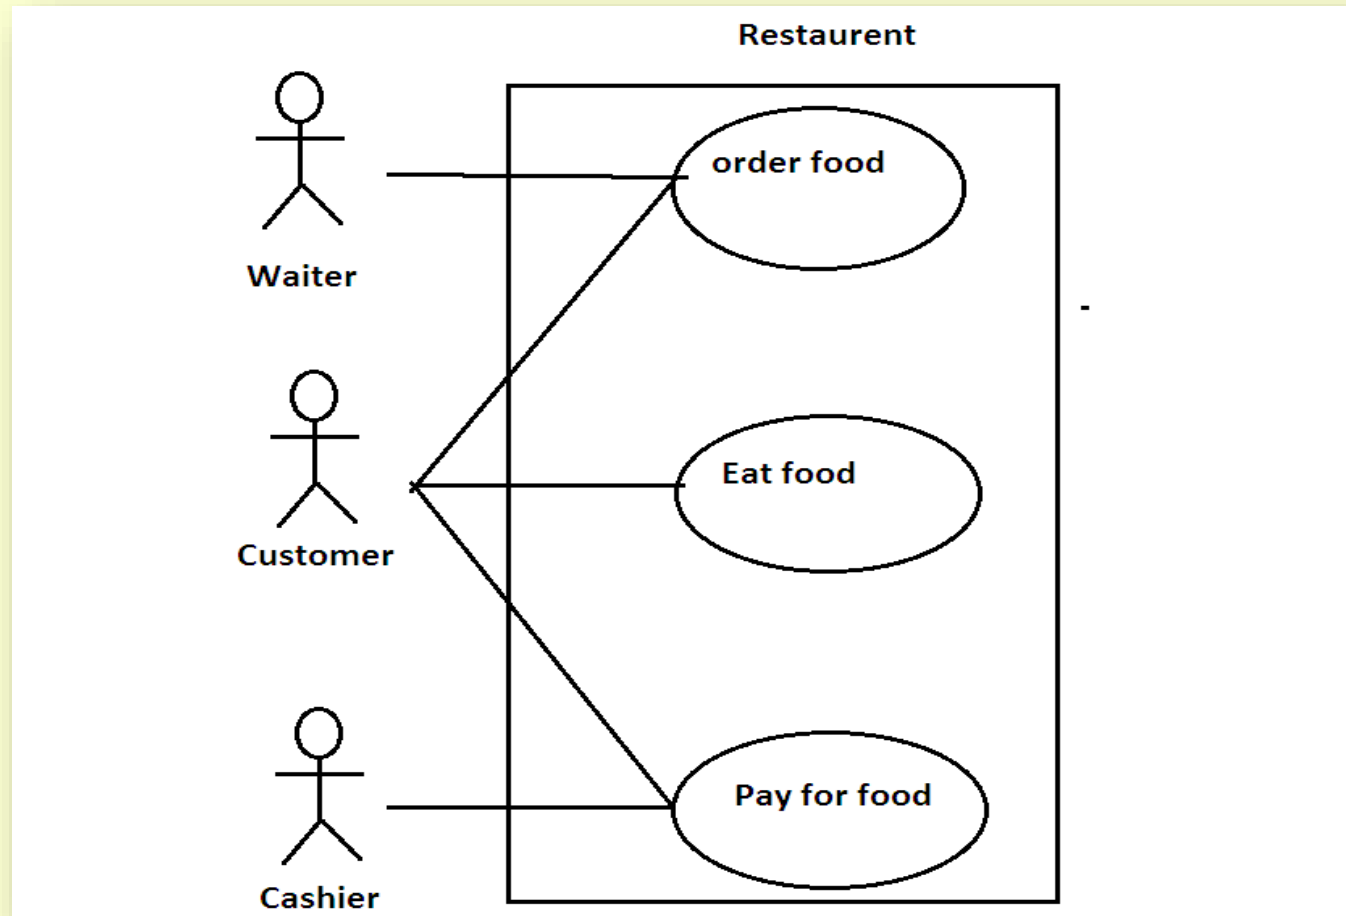 Restaurent
order food
Waiter
Eat food
Customer
Pay for food
Cashier